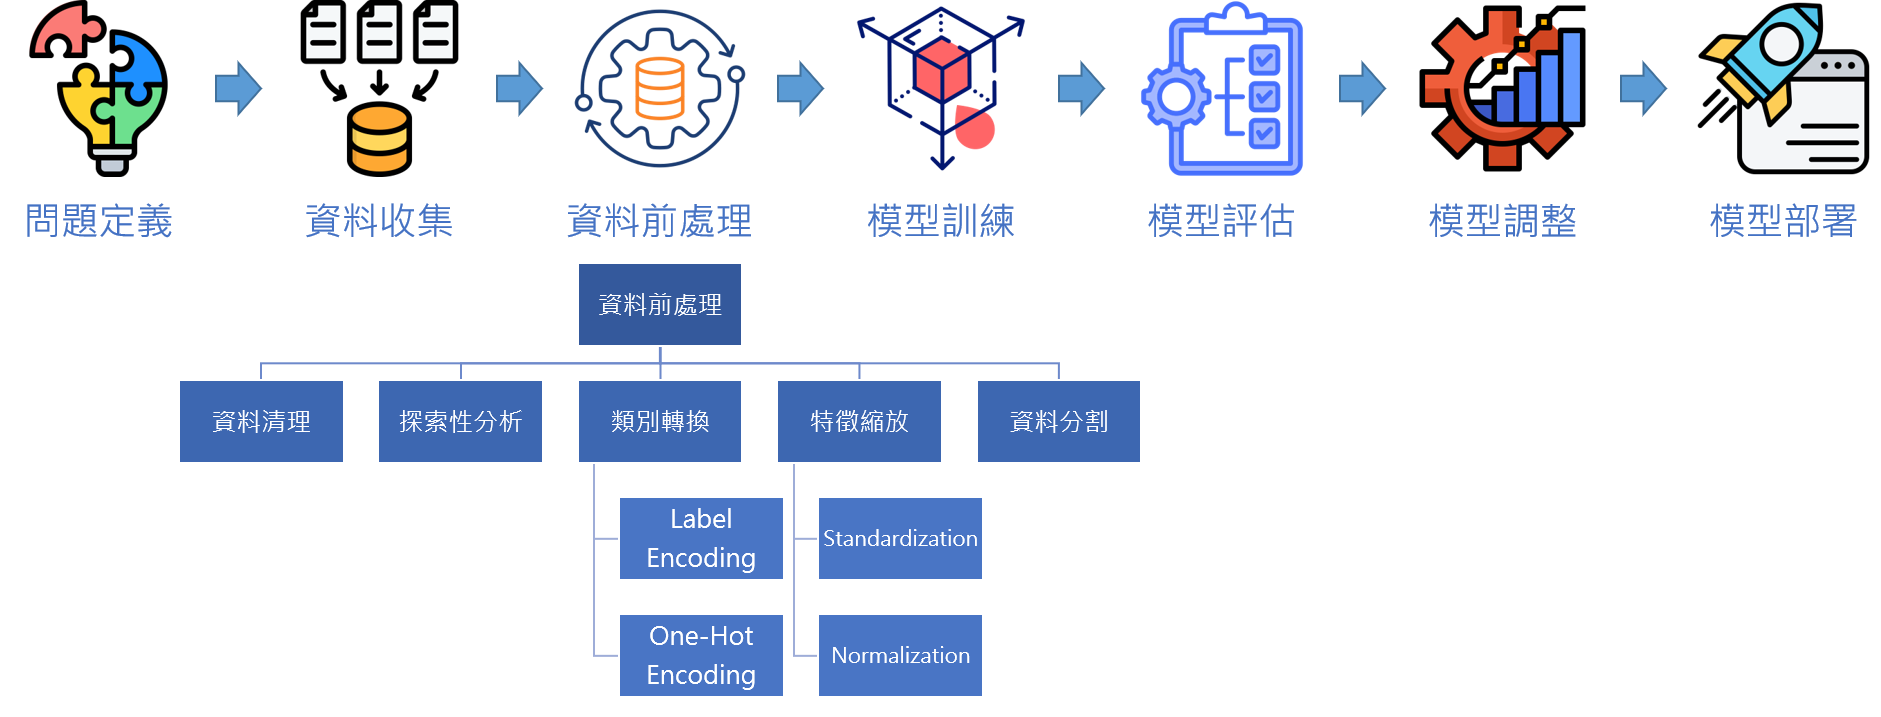 問題定義
資料收集
資料前處理
模型訓練
模型評估
模型調整
模型部署
資料前處理
資料清理
探索性分析
類別轉換
特徵縮放
資料分割
Label
Encoding
Standardization
One-Hot
Encoding
Normalization